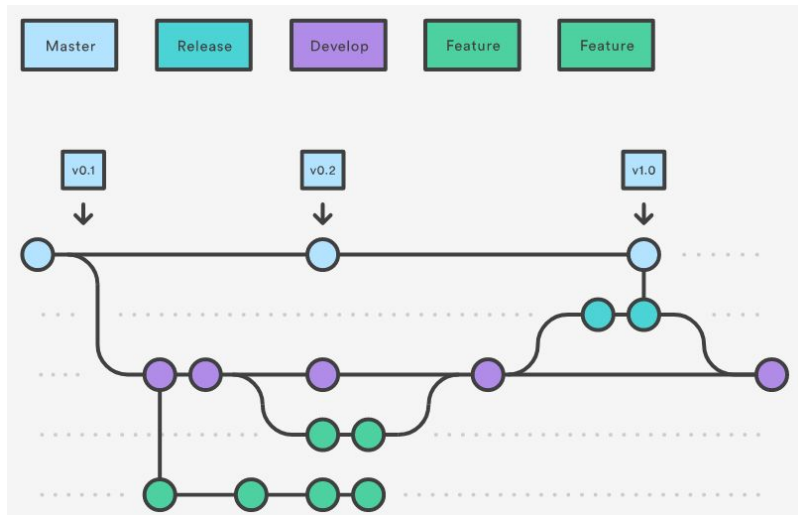 Master
Release
Develop
Feature
Feature
v0.1
v0.2
v1.0